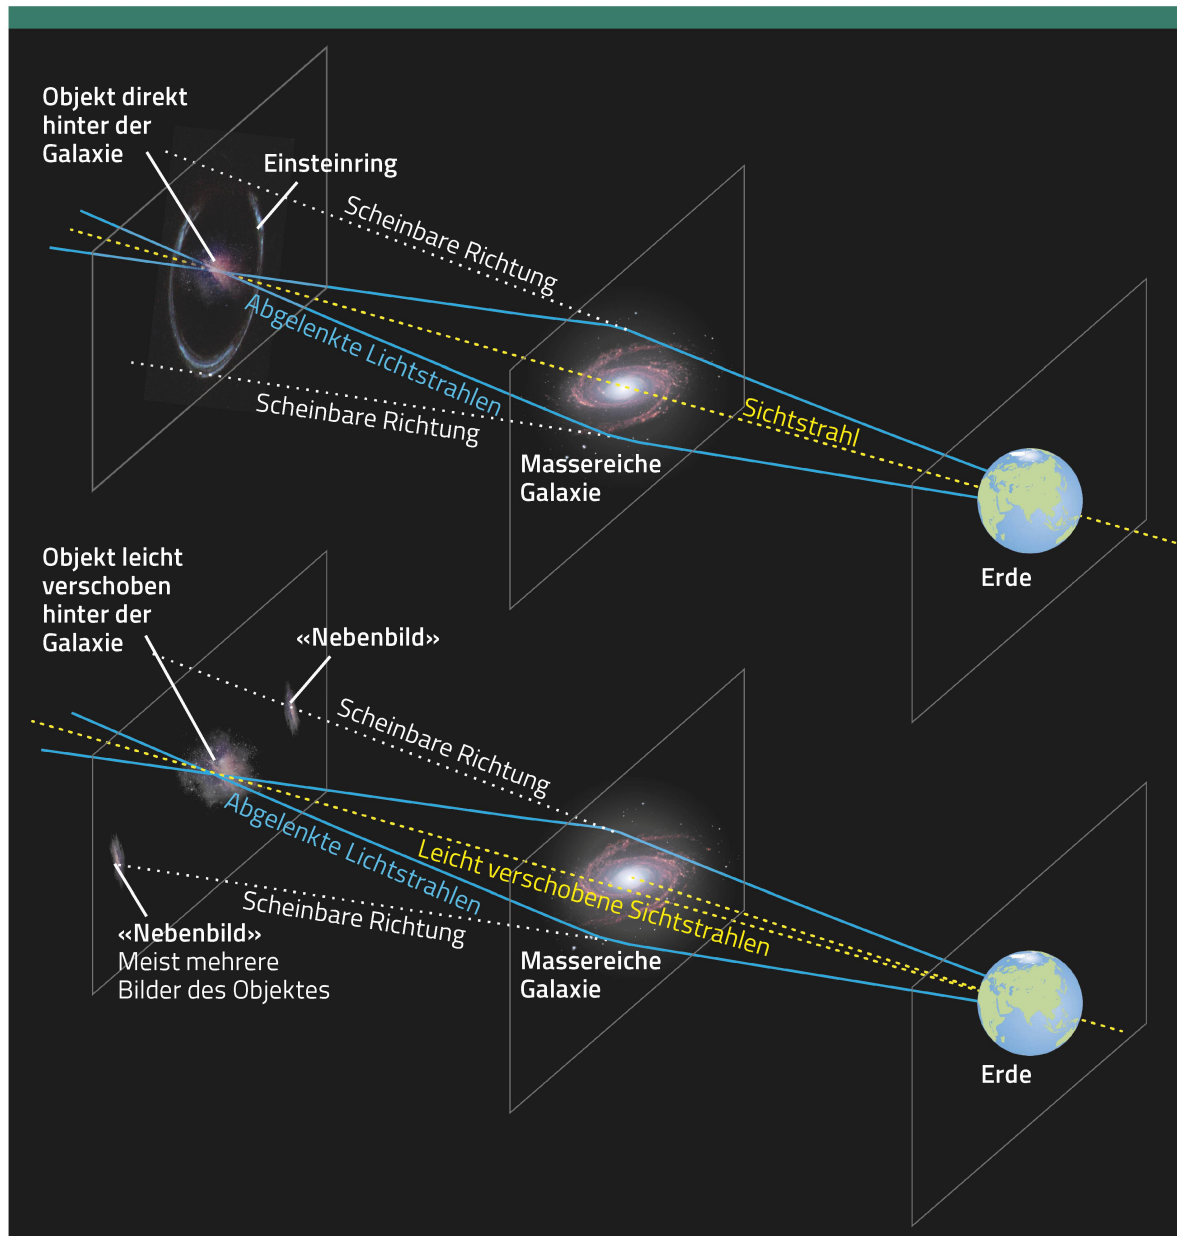 Objekt direkt
hinter der
Galaxie
Einsteinring
Scheinbare Richtung
Abgelenkte Lichtstrahlen
Scheinbare Richtung
Sichtstrahl
Massereiche
Galaxie
Erde
Objekt leicht
verschoben
hinter der
Galaxie
«Nebenbild»
Scheinbare Richtung
Abgelenkte Lichtstrahlen
Leicht verschobene Sichtstrahlen
Scheinbare Richtung
«Nebenbild»
Meist mehrere
Bilder des Objektes
Massereiche
Galaxie
Erde